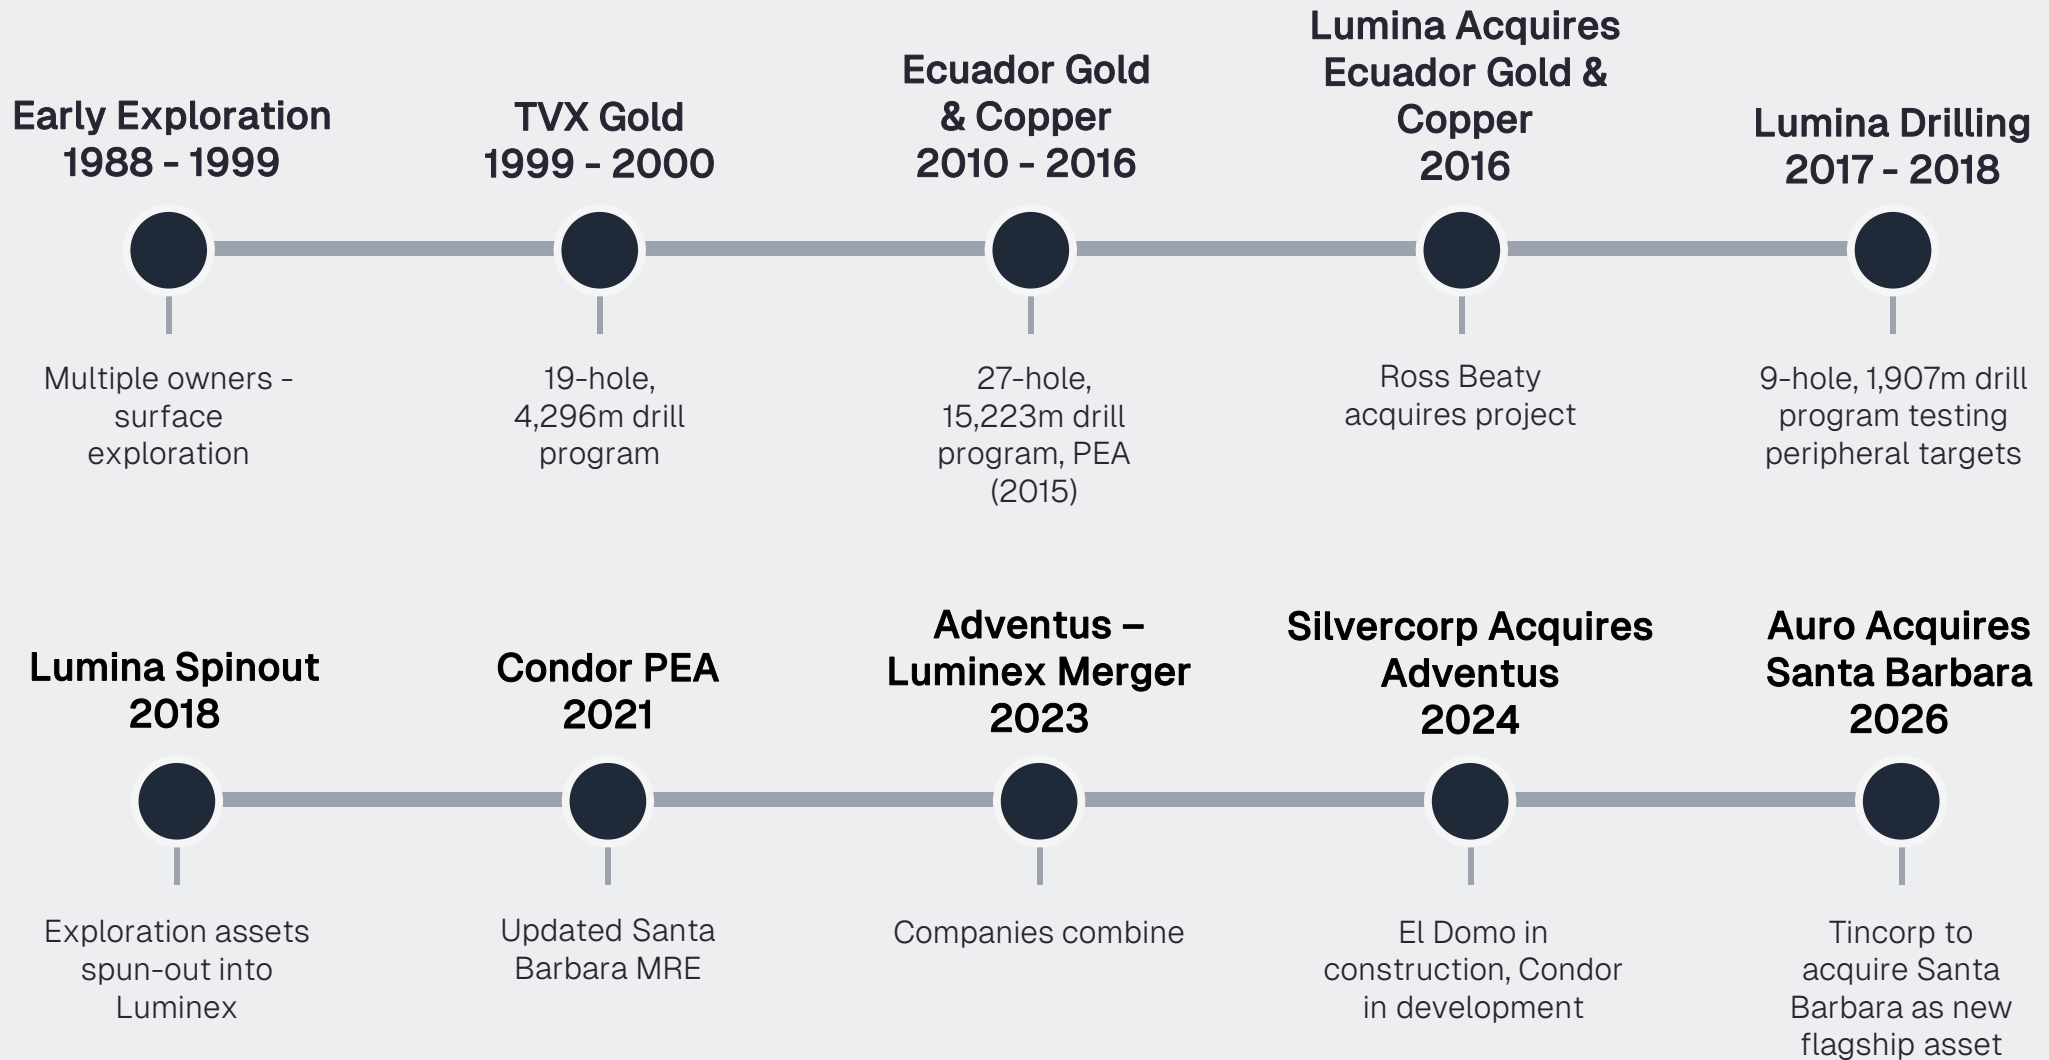 Early Exploration
1988 - 1999
Multiple owners -
surface
exploration
TVX Gold
1999 - 2000
19-hole,
4,296m drill
program
Ecuador Gold
& Copper
2010 - 2016
27-hole,
15,223m drill
program, PEA
(2015)
Lumina Acquires
Ecuador Gold &
Copper
2016
Ross Beaty
acquires project
Lumina Drilling
2017 - 2018
9-hole, 1,907m drill
program testing
peripheral targets
Lumina Spinout
2018
Exploration assets
spun-out into
Luminex
Condor PEA
2021
Updated Santa
Barbara MRE
Adventus –
Luminex Merger
2023
Companies combine
Silvercorp Acquires
Adventus
2024
El Domo in
construction, Condor
in development
Auro Acquires
Santa Barbara
2026
Tincorp to
acquire Santa
Barbara as new
flagship asset